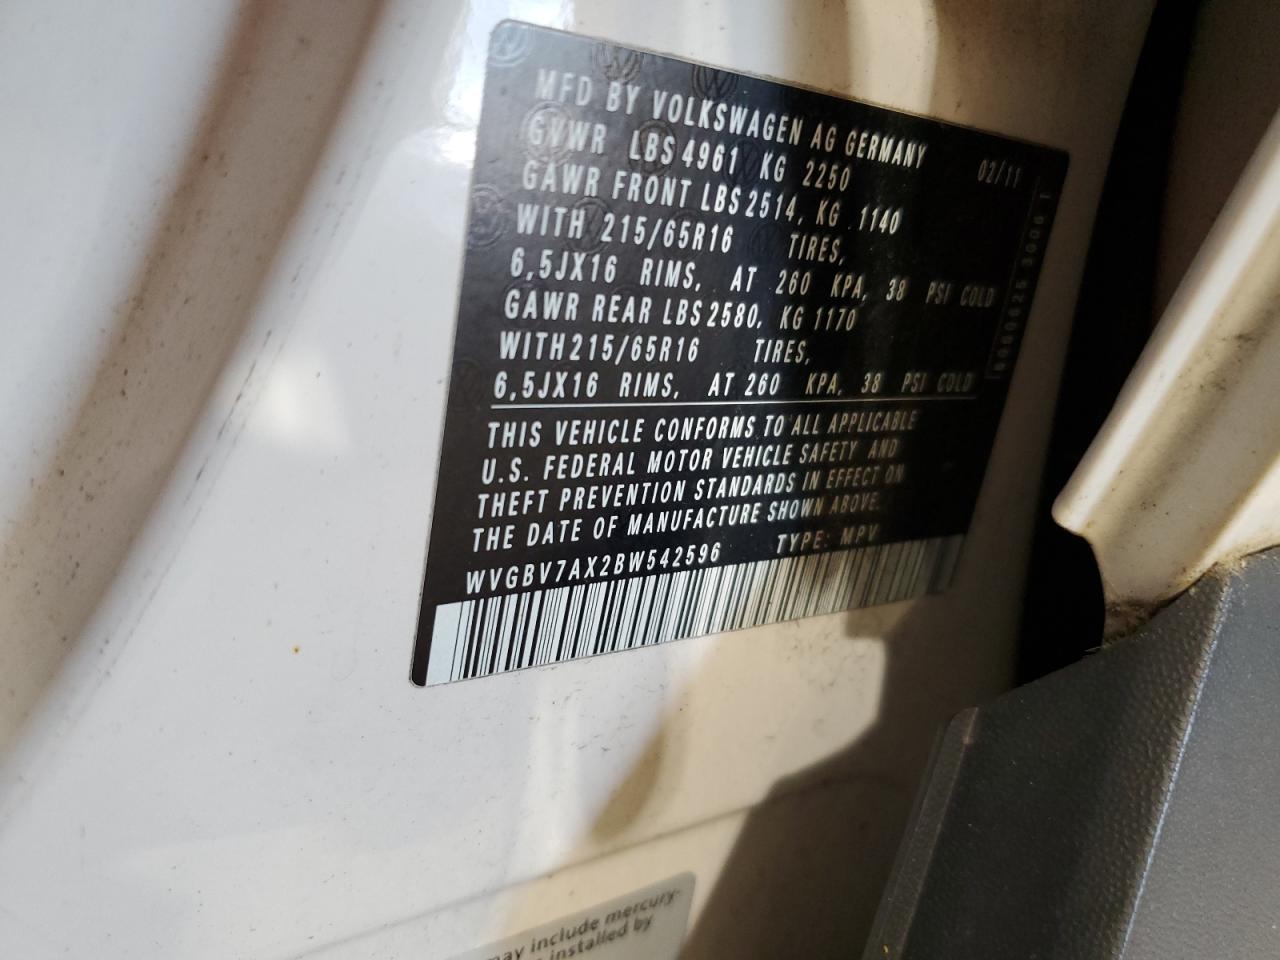 MFD BY VOLKSWAGEN AG GERMANY 02/11
GVWR LBS 4961 KG 2250
GAWR FRONT LBS 2514, KG 1140
WITH 215/65R16 TIRES,
6,5JX16 RIMS, AT 260 KPA, 38 PSI COLD
GAWR REAR LBS 2580, KG 1170
WITH 215/65R16 TIRES,
6,5JX16 RIMS, AT 260 KPA, 38 PSI COLD
THIS VEHICLE CONFORMS TO ALL APPLICABLE
U.S. FEDERAL MOTOR VEHICLE SAFETY AND
THEFT PREVENTION STANDARDS IN EFFECT ON
THE DATE OF MANUFACTURE SHOWN ABOVE.
WVGBV7AX2BW542596 TYPE: MPV
may include mercury-
installed by